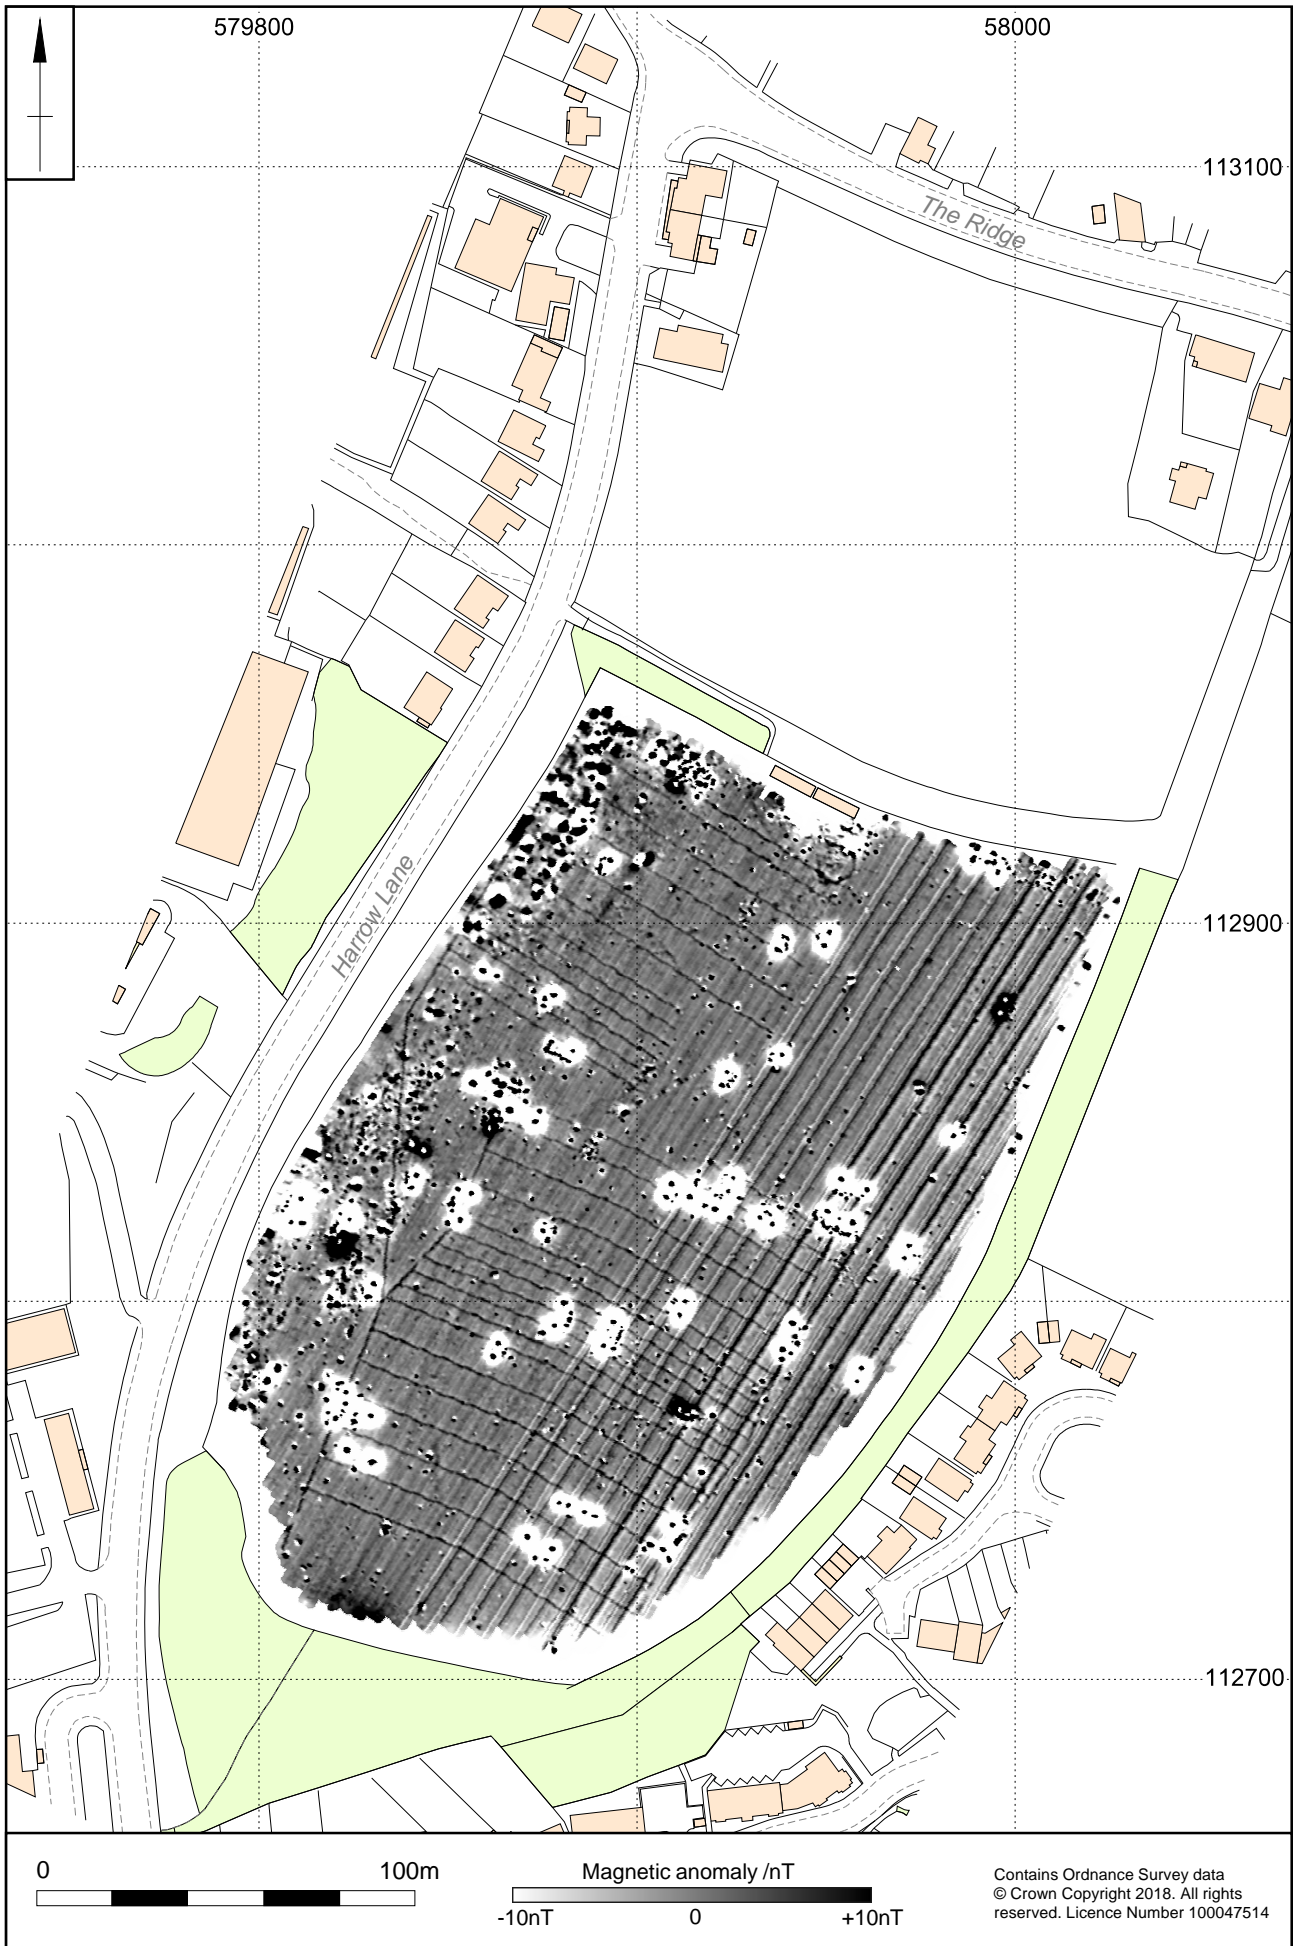 579800
58000
113100
The Ridge
Harrow Lane
112900
112700
0 100m
Magnetic anomaly /nT
-10nT 0 +10nT
Contains Ordnance Survey data
© Crown Copyright 2018. All rights
reserved. Licence Number 100047514